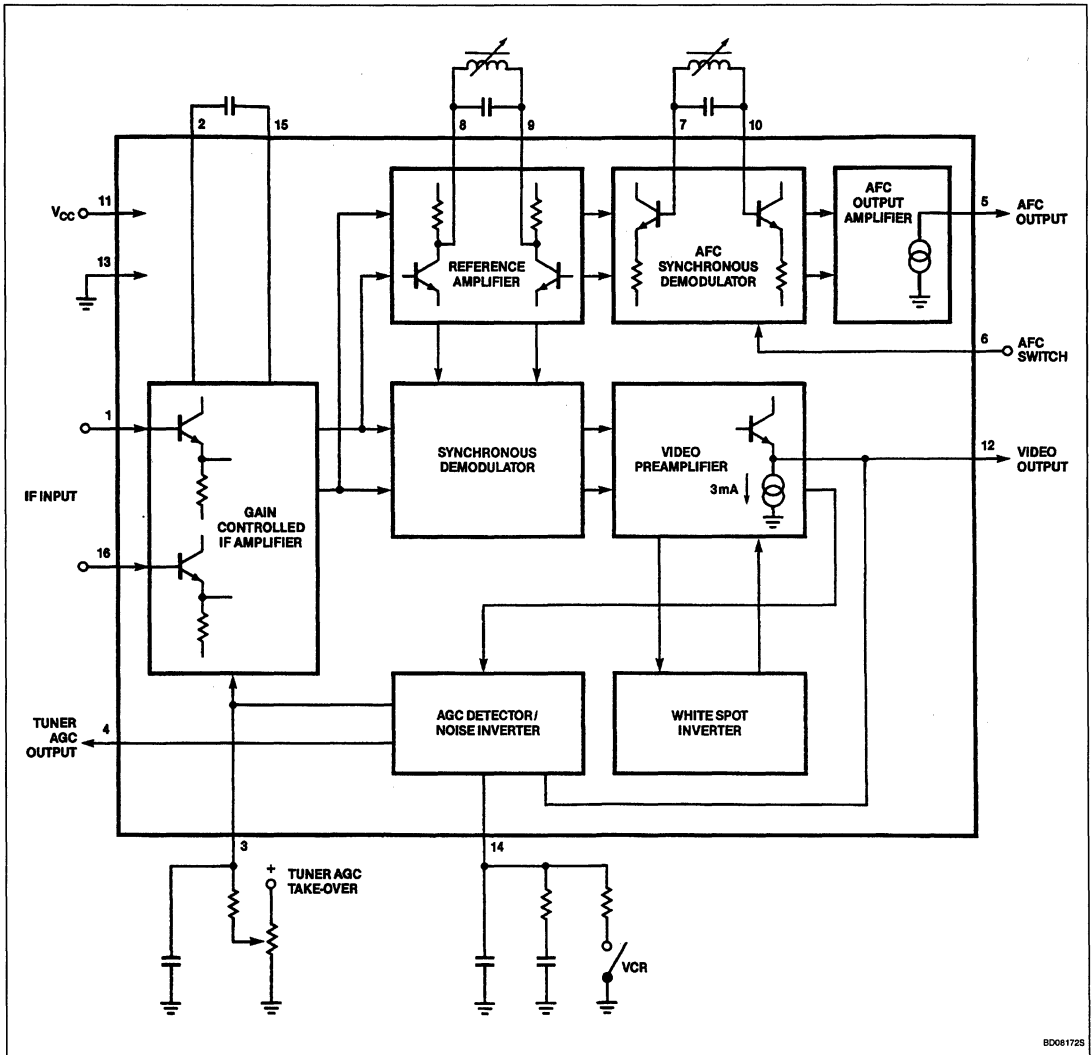 2
15
8
9
7
10
11
VCC
13
REFERENCE
AMPLIFIER
AFC
SYNCHRONOUS
DEMODULATOR
AFC
OUTPUT
AMPLIFIER
5
AFC
OUTPUT
6
AFC
SWITCH
1
IF INPUT
16
GAIN
CONTROLLED
IF AMPLIFIER
SYNCHRONOUS
DEMODULATOR
VIDEO
PREAMPLIFIER
3mA
12
VIDEO
OUTPUT
TUNER
AGC
OUTPUT
4
AGC DETECTOR/
NOISE INVERTER
WHITE SPOT
INVERTER
3
14
+
TUNER AGC
TAKE-OVER
VCR
BD08172S